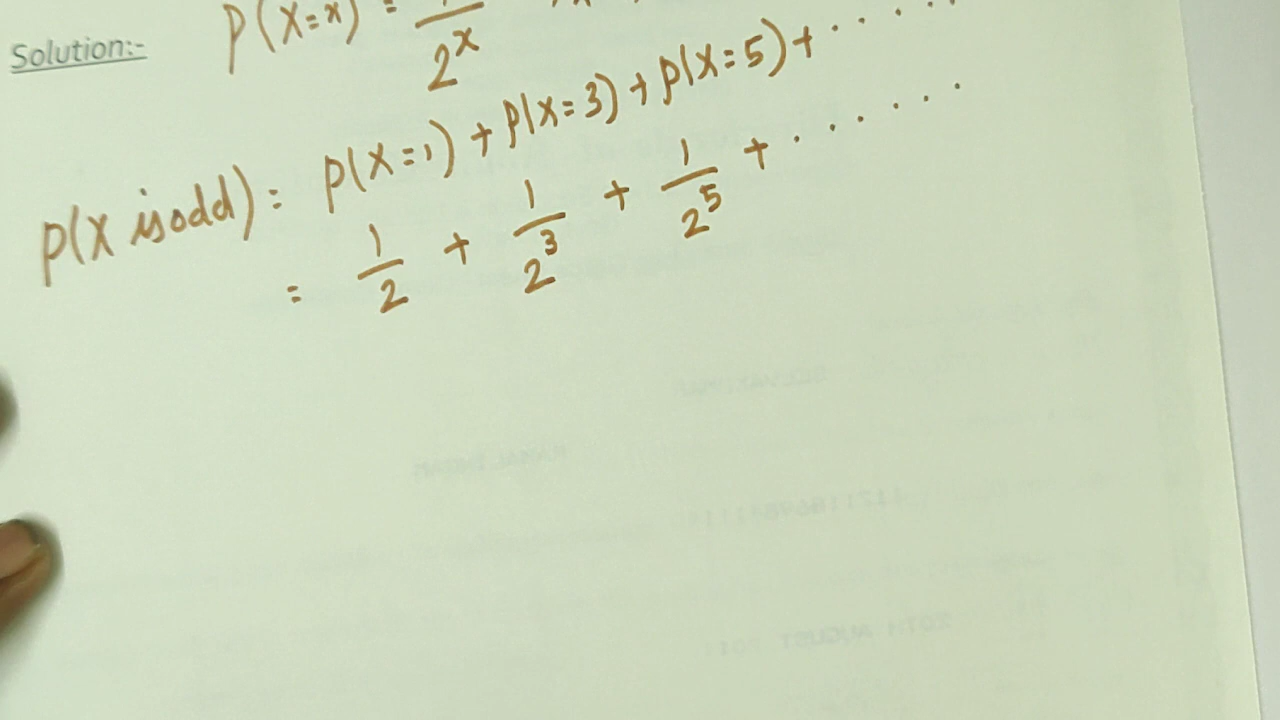 Solution:-
P(X=x) = 1/2^x
P(X is odd) = P(X=1) + P(X=3) + P(X=5) + . . . . . .
= 1/2 + 1/2^3 + 1/2^5 + . . . . . .